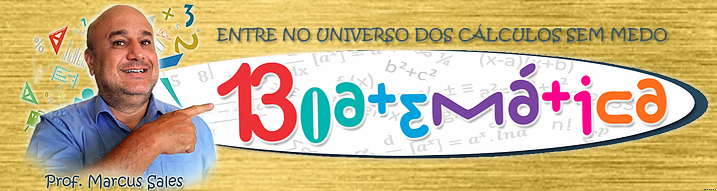 ENTRE NO UNIVERSO DOS CÁLCULOS SEM MEDO
BOatemática
Prof. Marcus Sales